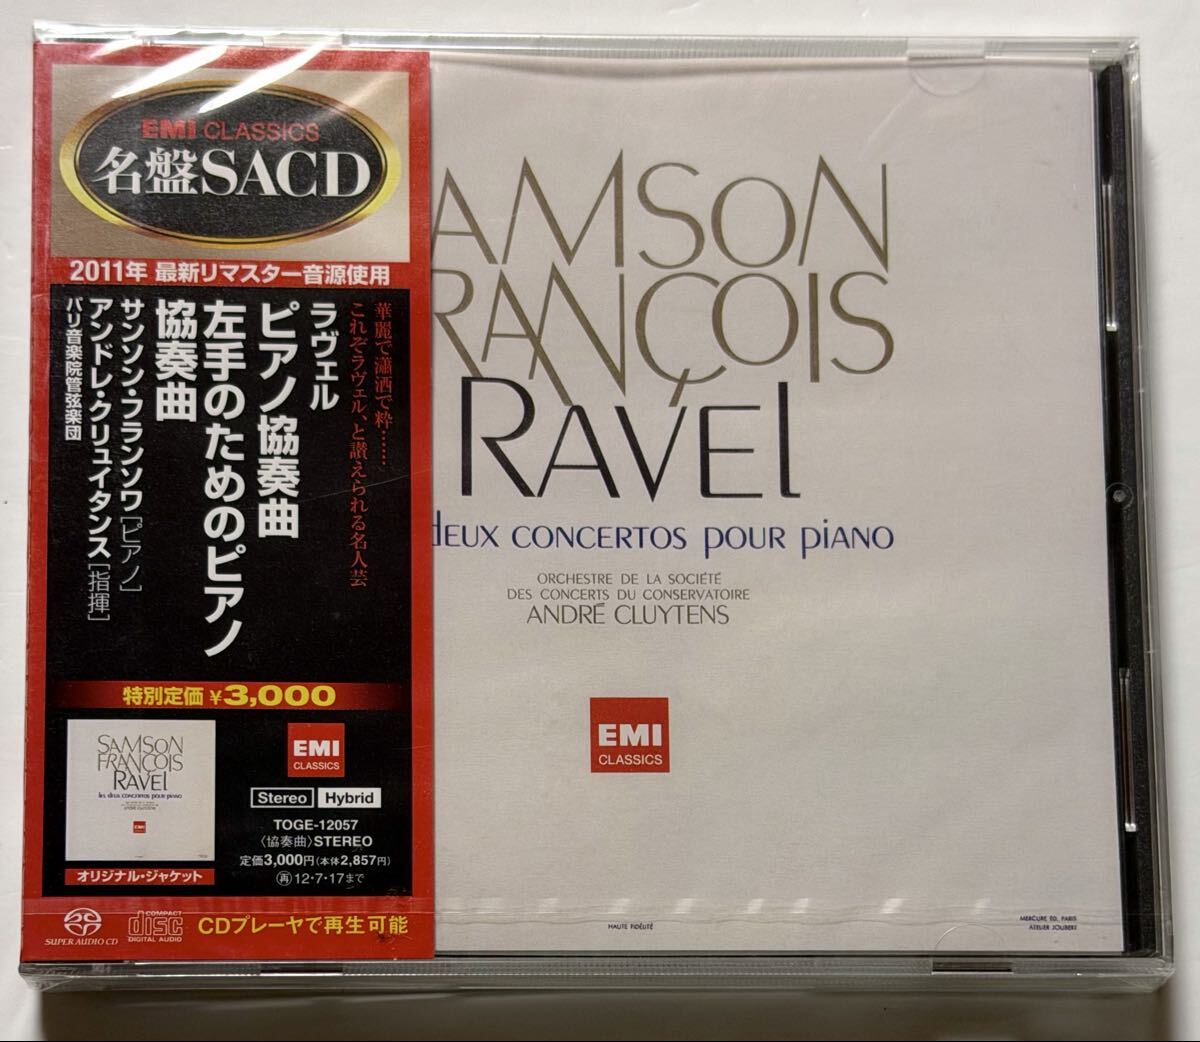 EMI CLASSICS
名盤SACD
2011年 最新リマスター音源使用
華麗で瀟洒で粋……
これぞラヴェル、と讃えられる名人芸
ラヴェル
ピアノ協奏曲
左手のためのピアノ
協奏曲
サンソン・フランソワ[ピアノ]
アンドレ・クリュイタンス[指揮]
パリ音楽院管弦楽団
特別定価 ¥3,000
SAMSON
FRANÇOIS
RAVEL
les deux concertos pour piano
ANDRÉ CLUYTENS
EMI
オリジナル・ジャケット
EMI
CLASSICS
Stereo Hybrid
TOGE-12057
〈協奏曲〉STEREO
定価3,000円(本体2,857円)
再 12・7・17まで
SUPER AUDIO CD
COMPACT
disc
DIGITAL AUDIO
CDプレーヤで再生可能
AMSON
RANÇOIS
RAVEL
deux concertos pour piano
ORCHESTRE DE LA SOCIÉTÉ
DES CONCERTS DU CONSERVATOIRE
ANDRÉ CLUYTENS
EMI
CLASSICS
HAUTE FIDÉLITÉ
MERCURE ÉD. PARIS
ATELIER JOUBERT